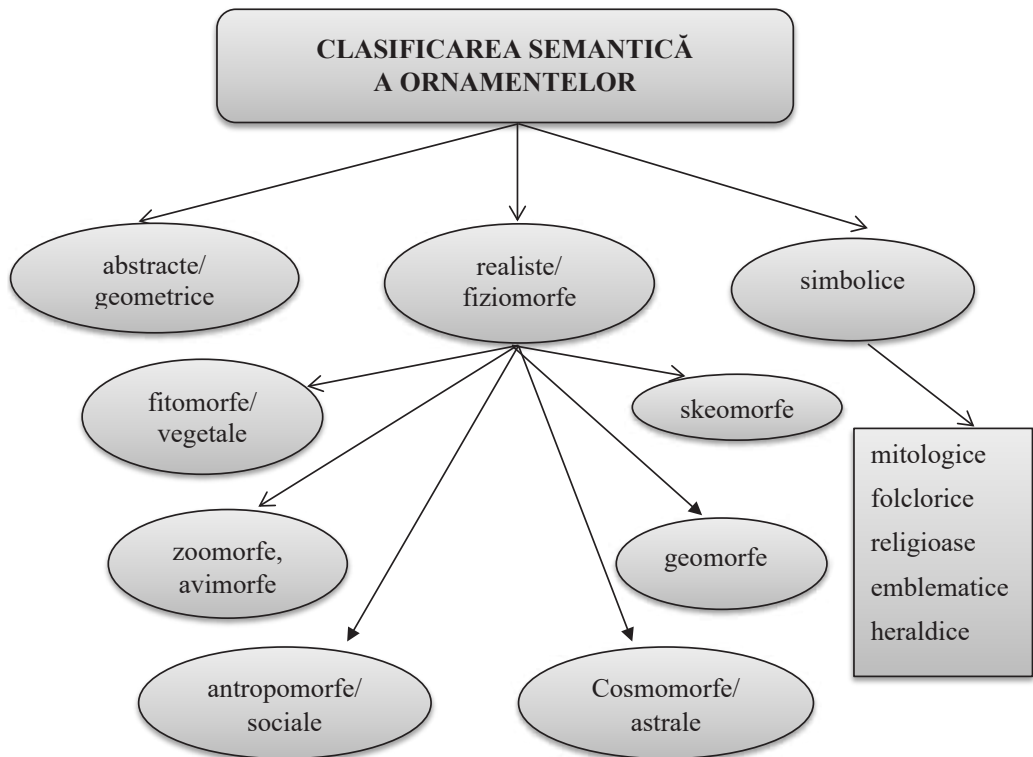 CLASIFICAREA SEMANTICĂ
A ORNAMENTELOR
abstracte/
geometrice
realiste/
fiziomorfe
simbolice
fitomorfe/
vegetale
skeomorfe
zoomorfe,
avimorfe
geomorfe
antropomorfe/
sociale
Cosmomorfe/
astrale
mitologice
folclorice
religioase
emblematice
heraldice